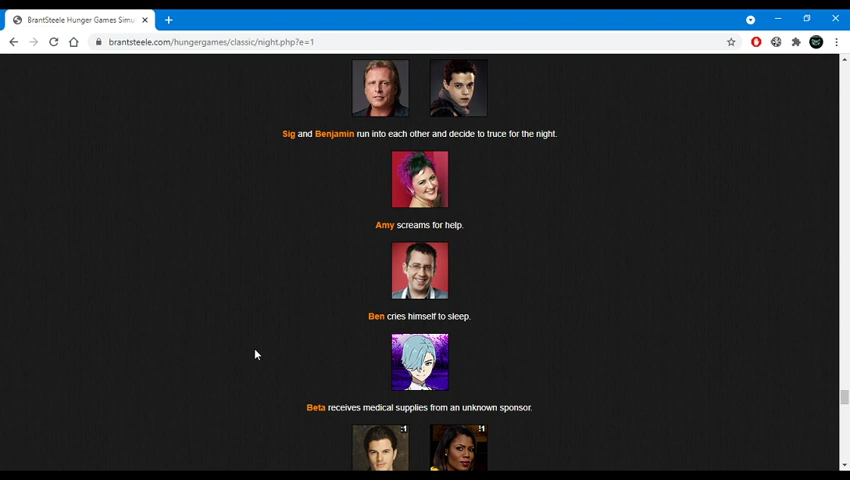 BrantSteele Hunger Games Simu
brantsteele.com/hungergames/classic/night.php?e=1
Sig and Benjamin run into each other and decide to truce for the night.
Amy screams for help.
Ben cries himself to sleep.
Beta receives medical supplies from an unknown sponsor.